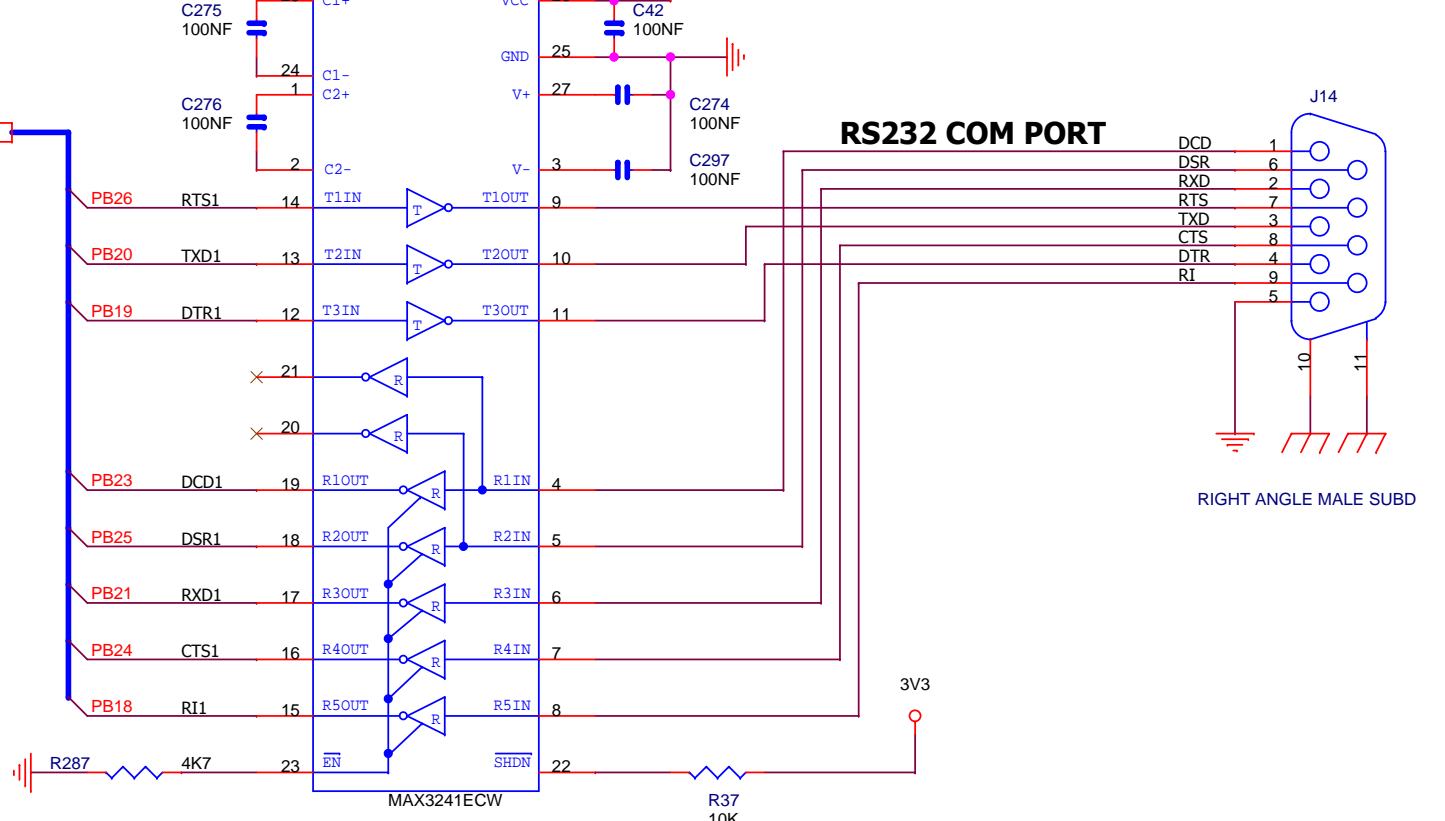 C275
100NF
C1+
VCC
C42
100NF
GND
25
24
C1-
1
C2+
V+
27
C276
100NF
C274
100NF
J14
RS232 COM PORT
2
C2-
V-
3
C297
100NF
DCD
1
DSR
6
RXD
2
PB26
RTS1
14
T1IN
T
T1OUT
9
RTS
7
TXD
3
CTS
8
PB20
TXD1
13
T2IN
T
T2OUT
10
DTR
4
RI
9
5
PB19
DTR1
12
T3IN
T
T3OUT
11
10
11
21
R
20
R
PB23
DCD1
19
R1OUT
R
R1IN
4
RIGHT ANGLE MALE SUBD
PB25
DSR1
18
R2OUT
R
R2IN
5
PB21
RXD1
17
R3OUT
R
R3IN
6
PB24
CTS1
16
R4OUT
R
R4IN
7
3V3
PB18
RI1
15
R5OUT
R
R5IN
8
R287
4K7
23
EN
SHDN
22
MAX3241ECW
R37
10K